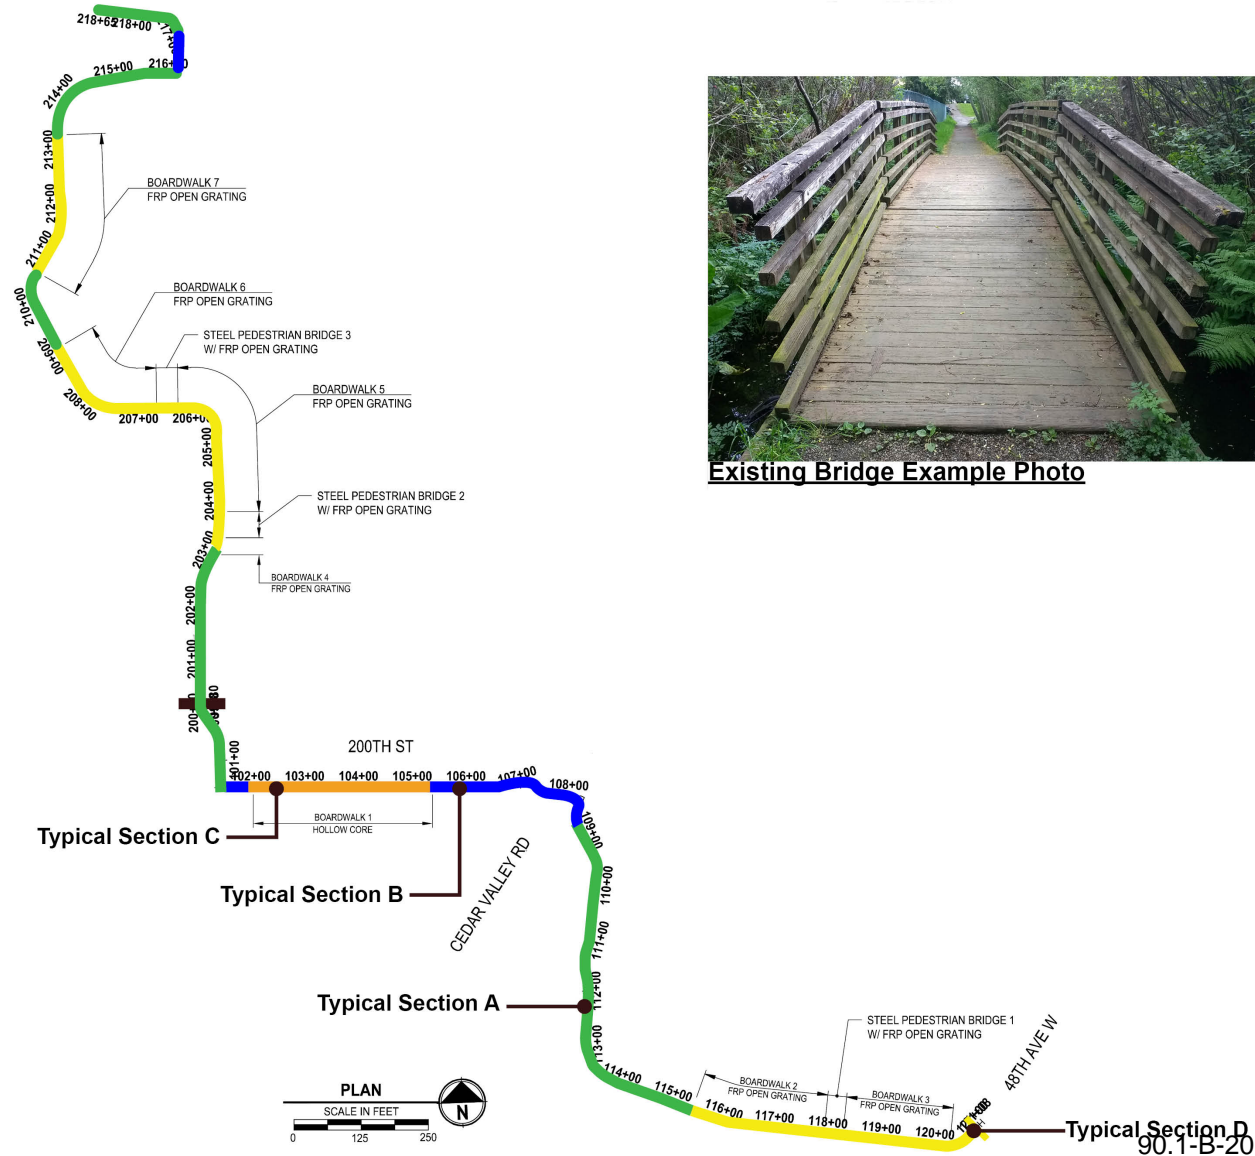 218+65
218+00
216+00
215+00
214+00
213+00
212+00
211+00
210+00
209+00
208+00
207+00
206+0
205+00
204+00
203+00
202+00
201+00
BOARDWALK 7
FRP OPEN GRATING
BOARDWALK 6
FRP OPEN GRATING
STEEL PEDESTRIAN BRIDGE 3
W/ FRP OPEN GRATING
BOARDWALK 5
FRP OPEN GRATING
STEEL PEDESTRIAN BRIDGE 2
W/ FRP OPEN GRATING
BOARDWALK 4
FRP OPEN GRATING
Existing Bridge Example Photo
200TH ST
101+00
102+00
103+00
104+00
105+00
106+00
107+00
108+00
109+00
110+00
111+00
112+00
113+00
114+00
115+00
116+00
117+00
118+00
119+00
120+00
BOARDWALK 1
HOLLOW CORE
Typical Section C
Typical Section B
CEDAR VALLEY RD
Typical Section A
STEEL PEDESTRIAN BRIDGE 1
W/ FRP OPEN GRATING
BOARDWALK 2
FRP OPEN GRATING
BOARDWALK 3
FRP OPEN GRATING
48TH AVE W
Typical Section D
PLAN
SCALE IN FEET
0 125 250
N
90.1-B-20